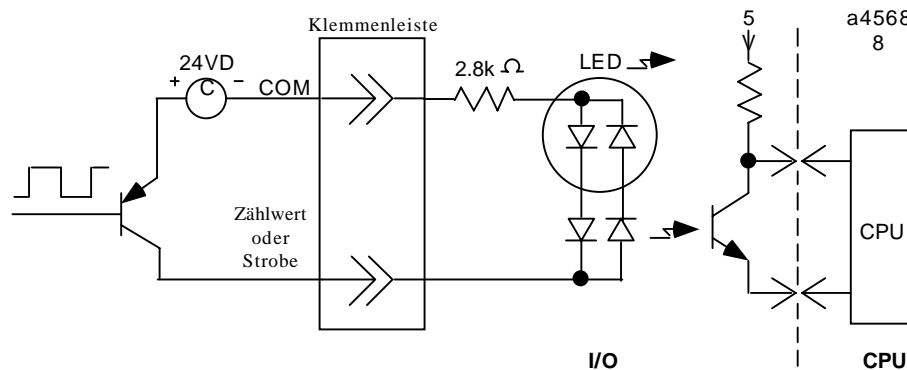 Klemmenleiste
5
a4568
8
24VD
C
+
−
COM
2.8k Ω
LED
Zählwert
oder
Strobe
CPU
I/O
CPU